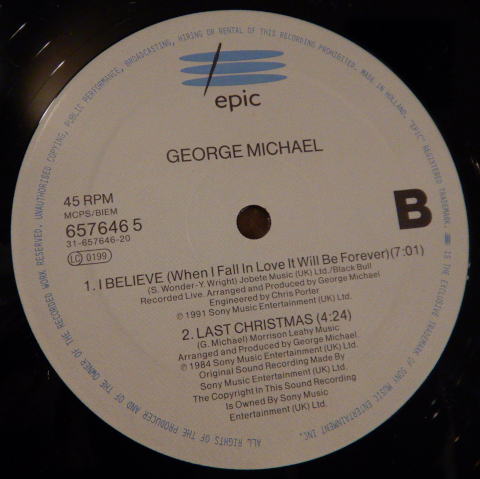 ALL RIGHTS OF THE PRODUCER AND OF THE OWNER OF THE RECORDED WORK RESERVED. UNAUTHORISED COPYING, PUBLIC PERFORMANCE, BROADCASTING, HIRING OR RENTAL OF THIS RECORDING PROHIBITED. MADE IN HOLLAND. "EPIC" REGISTERED TRADEMARK. IS THE EXCLUSIVE TRADEMARK OF SONY MUSIC ENTERTAINMENT INC.
epic
GEORGE MICHAEL
45 RPM
MCPS/BIEM
657646 5
31-657646-20
LC 0199
B
1. I BELIEVE (When I Fall In Love It Will Be Forever)(7:01)
(S. Wonder-Y. Wright) Jobete Music (UK) Ltd./Black Bull
Recorded Live. Arranged and Produced by George Michael
Engineered by Chris Porter
℗ 1991 Sony Music Entertainment (UK) Ltd.
2. LAST CHRISTMAS (4:24)
(G. Michael) Morrison Leahy Music
Arranged and Produced by George Michael.
℗ 1984 Sony Music Entertainment (UK) Ltd.
Original Sound Recording Made By
Sony Music Entertainment (UK) Ltd.
The Copyright In This Sound Recording
Is Owned By Sony Music
Entertainment (UK) Ltd.